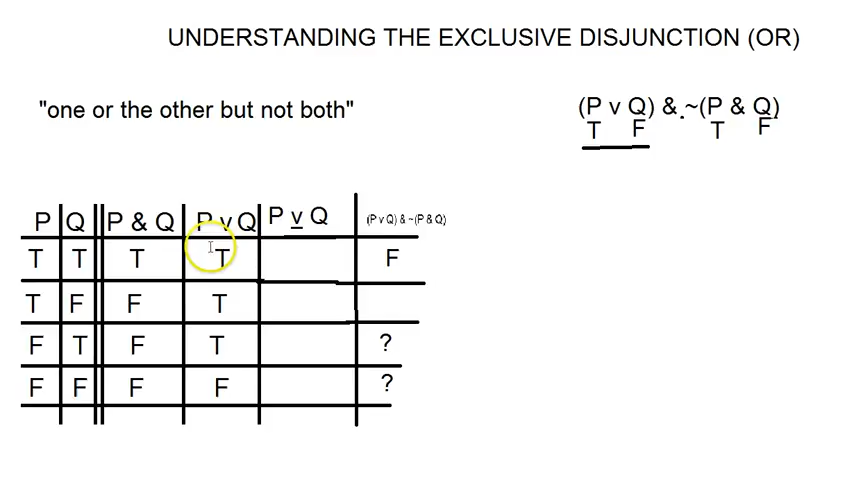 UNDERSTANDING THE EXCLUSIVE DISJUNCTION (OR)
"one or the other but not both"
(P v Q) & ~(P & Q)
T F T F
P Q P & Q P v Q P v Q (P v Q) & ~(P & Q)
T T T T F
T F F T
F T F T ?
F F F F ?